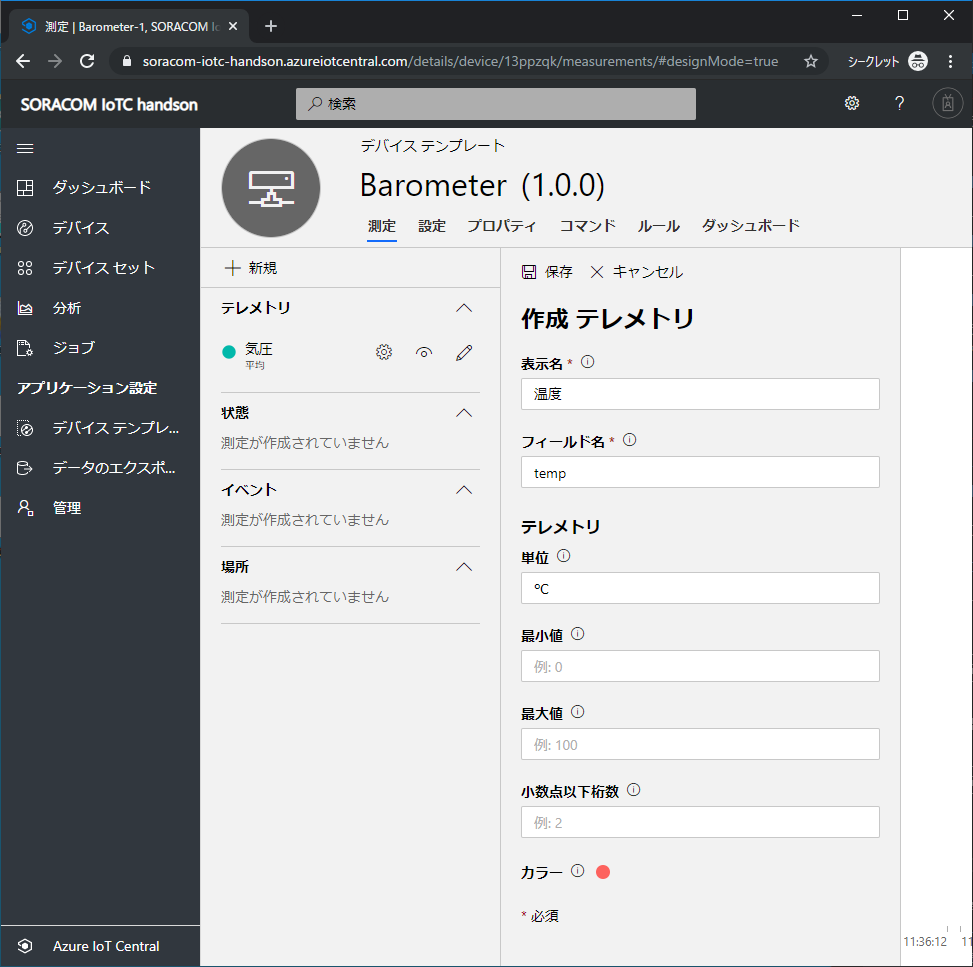 測定 | Barometer-1, SORACOM Io
soracom-iotc-handson.azureiotcentral.com/details/device/13ppzqk/measurements/#designMode=true
シークレット
SORACOM IoTC handson
検索
?
ダッシュボード
デバイス
デバイス セット
分析
ジョブ
アプリケーション設定
デバイス テンプレ...
データのエクスポ...
管理
Azure IoT Central
デバイス テンプレート
Barometer (1.0.0)
測定 設定 プロパティ コマンド ルール ダッシュボード
新規
テレメトリ
気圧
平均
状態
測定が作成されていません
イベント
測定が作成されていません
場所
測定が作成されていません
保存 キャンセル
作成 テレメトリ
表示名 *
温度
フィールド名 *
temp
テレメトリ
単位
ºC
最小値
例: 0
最大値
例: 100
小数点以下桁数
例: 2
カラー
* 必須
11:36:12 11